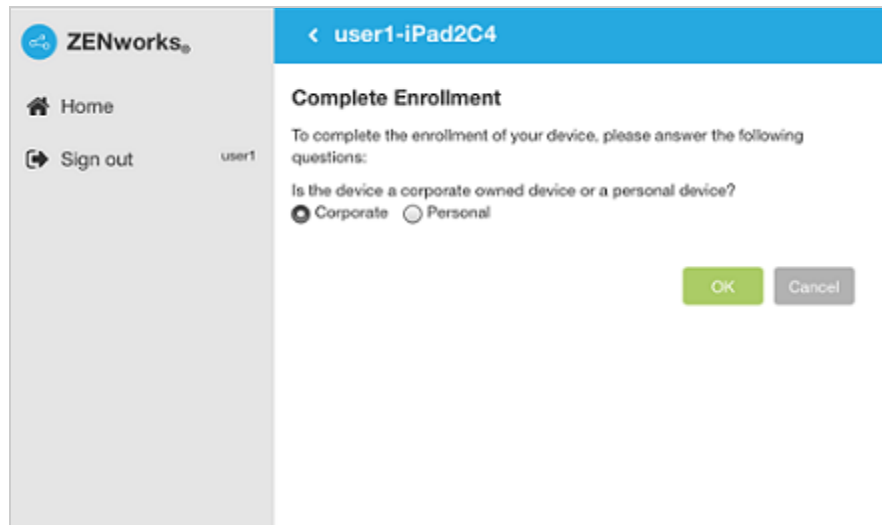 ZENworks®
Home
Sign out
user1
< user1-iPad2C4
Complete Enrollment
To complete the enrollment of your device, please answer the following
questions:
Is the device a corporate owned device or a personal device?
Corporate Personal
OK Cancel